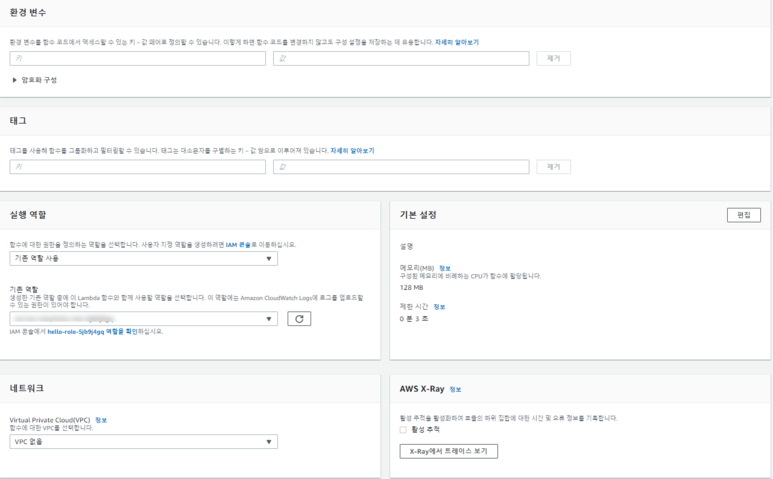 환경 변수
환경 변수를 함수 코드에서 액세스할 수 있는 키 - 값 페어로 정의할 수 있습니다. 이렇게 하면 함수 코드를 변경하지 않고도 구성 설정을 저장하는 데 유용합니다. 자세히 알아보기
키
값
제거
▶ 암호화 구성
태그
태그를 사용해 함수를 그룹화하고 필터링할 수 있습니다. 태그는 대소문자를 구별하는 키 - 값 쌍으로 이루어져 있습니다. 자세히 알아보기
키
값
제거
실행 역할
함수에 대한 권한을 정의하는 역할을 선택합니다. 사용자 지정 역할을 생성하려면 IAM 콘솔로 이동하십시오.
기존 역할 사용
기존 역할
생성한 기존 역할 중에 이 Lambda 함수와 함께 사용할 역할을 선택합니다. 이 역할에는 Amazon CloudWatch Logs에 로그를 업로드할
수 있는 권한이 있어야 합니다.
IAM 콘솔에서 hello-role-5jb9j4gq 역할을 확인하십시오.
기본 설정
편집
설명
메모리(MB) 정보
구성된 메모리에 비례하는 CPU가 함수에 할당됩니다.
128 MB
제한 시간 정보
0 분 3 초
네트워크
Virtual Private Cloud(VPC) 정보
함수에 대한 VPC를 선택합니다.
VPC 없음
AWS X-Ray 정보
활성 추적을 활성화하여 호출의 하위 집합에 대한 시간 및 오류 정보를 기록합니다.
활성 추적
X-Ray에서 트레이스 보기